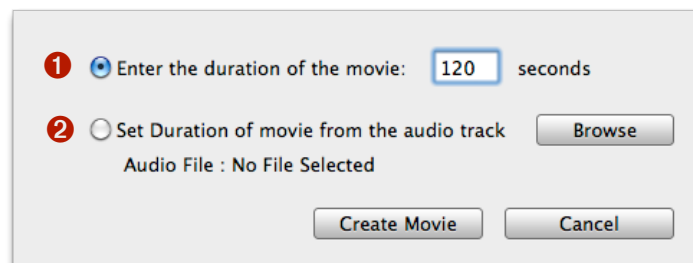 1 Enter the duration of the movie: 120 seconds
2 Set Duration of movie from the audio track Browse
Audio File : No File Selected
Create Movie Cancel